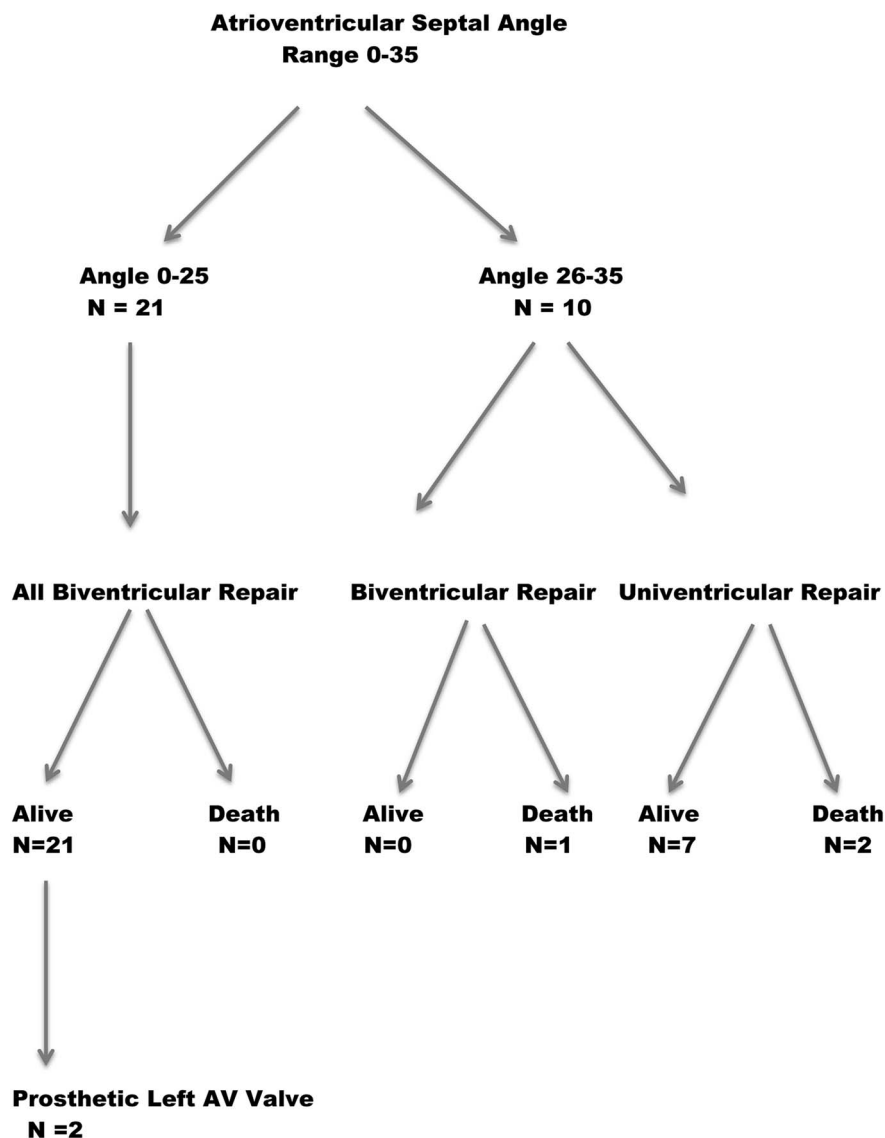 Atrioventricular Septal Angle
Range 0-35
Angle 0-25
N = 21
Angle 26-35
N = 10
All Biventricular Repair
Biventricular Repair
Univentricular Repair
Alive
N=21
Death
N=0
Alive
N=0
Death
N=1
Alive
N=7
Death
N=2
Prosthetic Left AV Valve
N =2